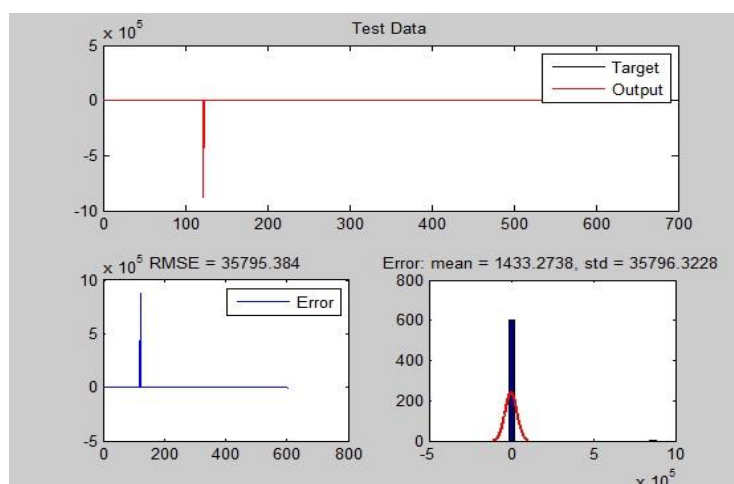 Test Data
x 10^5
5
0
-5
-10
0 100 200 300 400 500 600 700
Target
Output
x 10^5 RMSE = 35795.384
10
5
0
-5
0 200 400 600 800
Error
Error: mean = 1433.2738, std = 35796.3228
800
600
400
200
0
-5 0 5 10
x 10^5